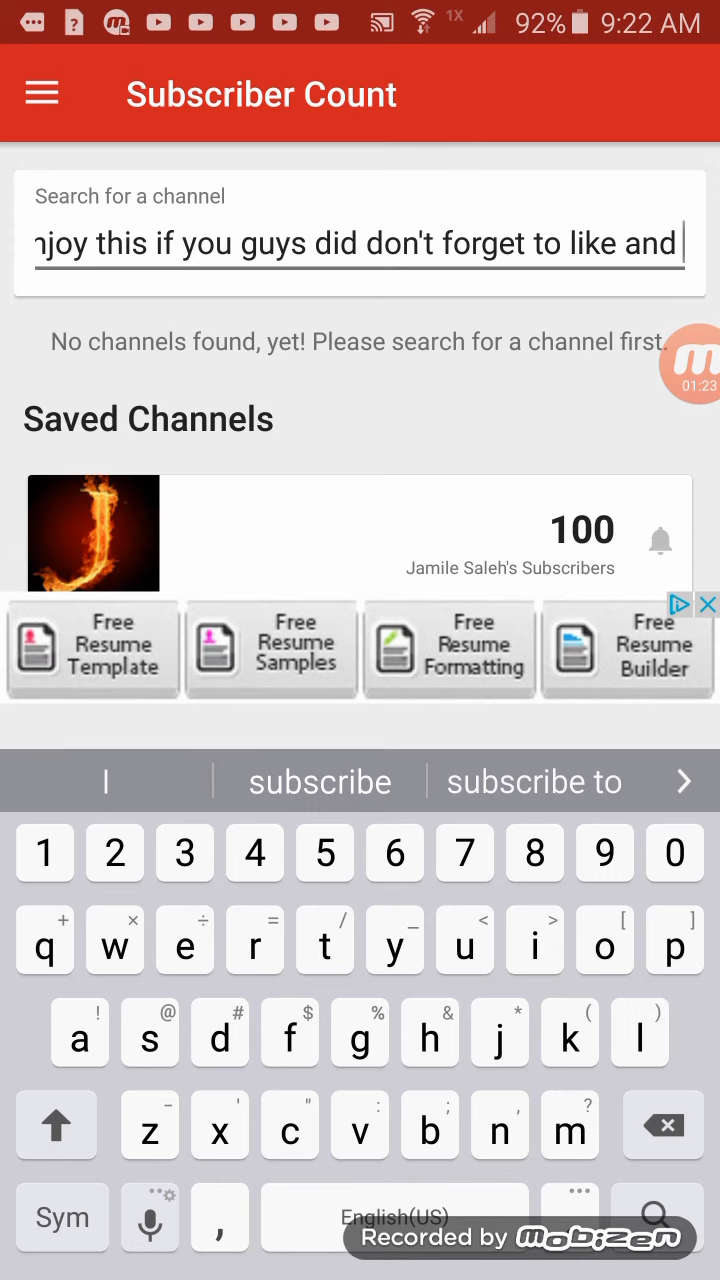 1X 92% 9:22 AM
Subscriber Count
Search for a channel
njoy this if you guys did don't forget to like and
No channels found, yet! Please search for a channel first.
01:23
Saved Channels
100
Jamile Saleh's Subscribers
Free Resume Template
Free Resume Samples
Free Resume Formatting
Free Resume Builder
I subscribe subscribe to
1 2 3 4 5 6 7 8 9 0
+ × ÷ = / _ < > [ ]
q w e r t y u i o p
! @ # $ % & * ( )
a s d f g h j k l
- ' " : ; , ?
z x c v b n m
Sym , English(US)
Recorded by mobizen